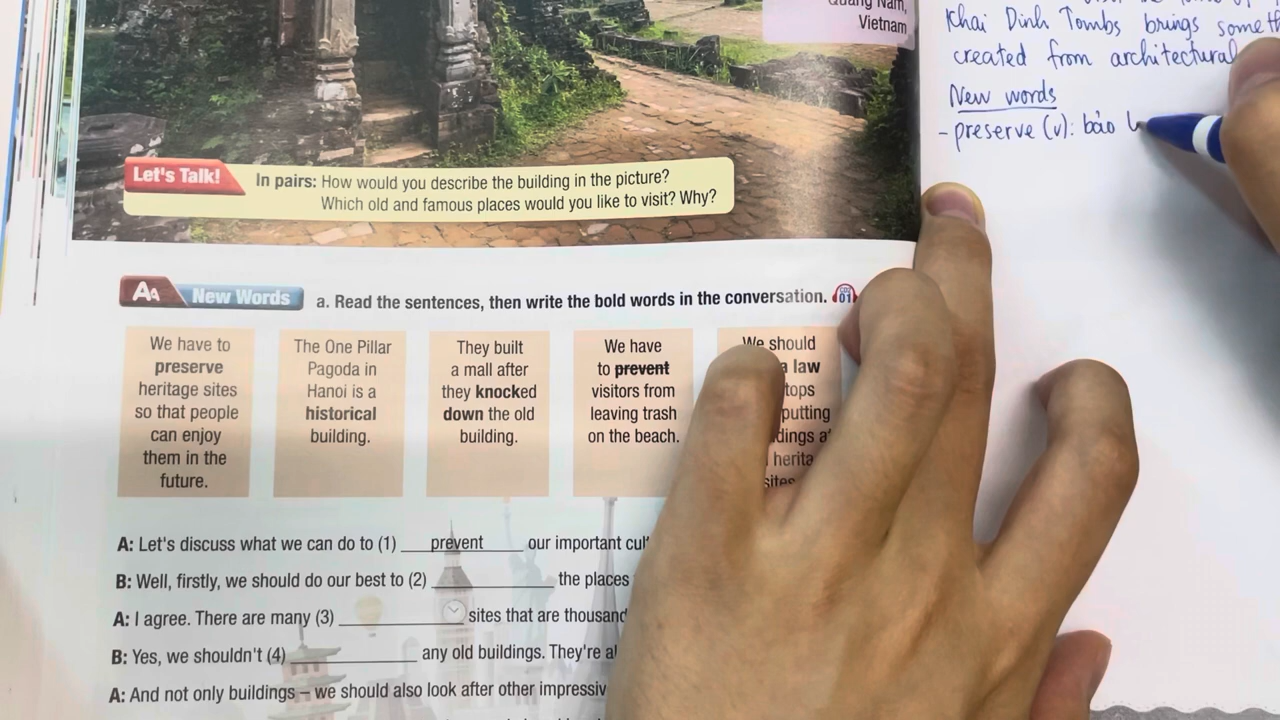 Quang Nam,
Vietnam
Khai Dinh Tombs brings
created from architectural
New words
- preserve (v): bảo
Let's Talk!
In pairs: How would you describe the building in the picture?
Which old and famous places would you like to visit? Why?
New Words
a. Read the sentences, then write the bold words in the conversation.
01
We have to
preserve
heritage sites
so that people
can enjoy
them in the
future.
The One Pillar
Pagoda in
Hanoi is a
historical
building.
They built
a mall after
they knocked
down the old
building.
We have
to prevent
visitors from
leaving trash
on the beach.
We should
a law
tops
putting
dings
herita
sites
A: Let's discuss what we can do to (1) prevent our important
B: Well, firstly, we should do our best to (2) ___ the places
A: I agree. There are many (3) ___ sites that are thousand
B: Yes, we shouldn't (4) ___ any old buildings. They're
A: And not only buildings – we should also look after other impressiv